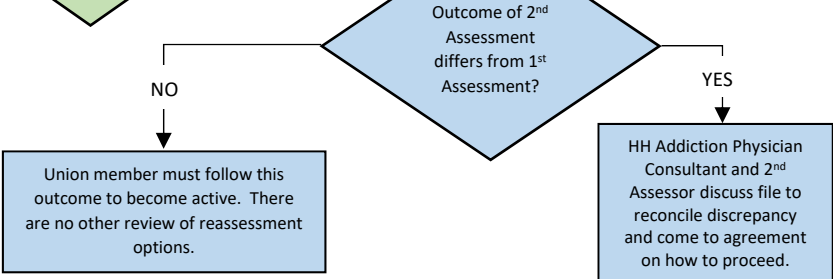 Outcome of 2nd
Assessment
differs from 1st
Assessment?
NO
YES
Union member must follow this
outcome to become active. There
are no other review of reassessment
options.
HH Addiction Physician
Consultant and 2nd
Assessor discuss file to
reconcile discrepancy
and come to agreement
on how to proceed.